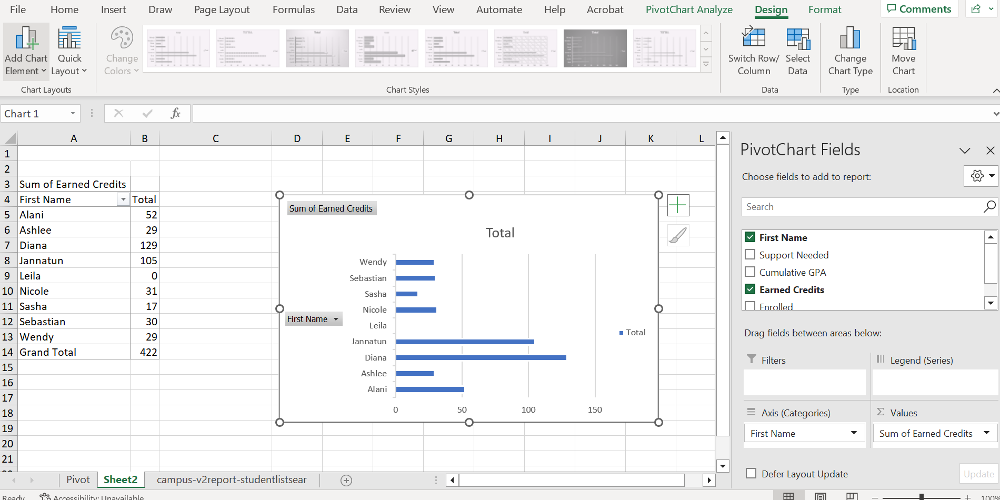 File Home Insert Draw Page Layout Formulas Data Review View Automate Help Acrobat PivotChart Analyze Design Format Comments
Add Chart Element
Quick Layout
Change Colors
Switch Row/ Column
Select Data
Change Chart Type
Move Chart
Chart Layouts Chart Styles Data Type Location
Chart 1 fx
A B C D E F G H I J K L
1
2
3 Sum of Earned Credits
4 First Name Total
5 Alani 52
6 Ashlee 29
7 Diana 129
8 Jannatun 105
9 Leila 0
10 Nicole 31
11 Sasha 17
12 Sebastian 30
13 Wendy 29
14 Grand Total 422
15
16
17
18
19
20
21
Sum of Earned Credits
Total
Wendy
Sebastian
Sasha
Nicole
First Name
Leila
Total
Jannatun
Diana
Ashlee
Alani
0 50 100 150
PivotChart Fields
Choose fields to add to report:
Search
First Name
Support Needed
Cumulative GPA
Earned Credits
Enrolled
Drag fields between areas below:
Filters Legend (Series)
Axis (Categories) Σ Values
First Name Sum of Earned Credits
Defer Layout Update Update
Pivot Sheet2 campus-v2report-studentlistsear
Ready Accessibility: Unavailable 100%